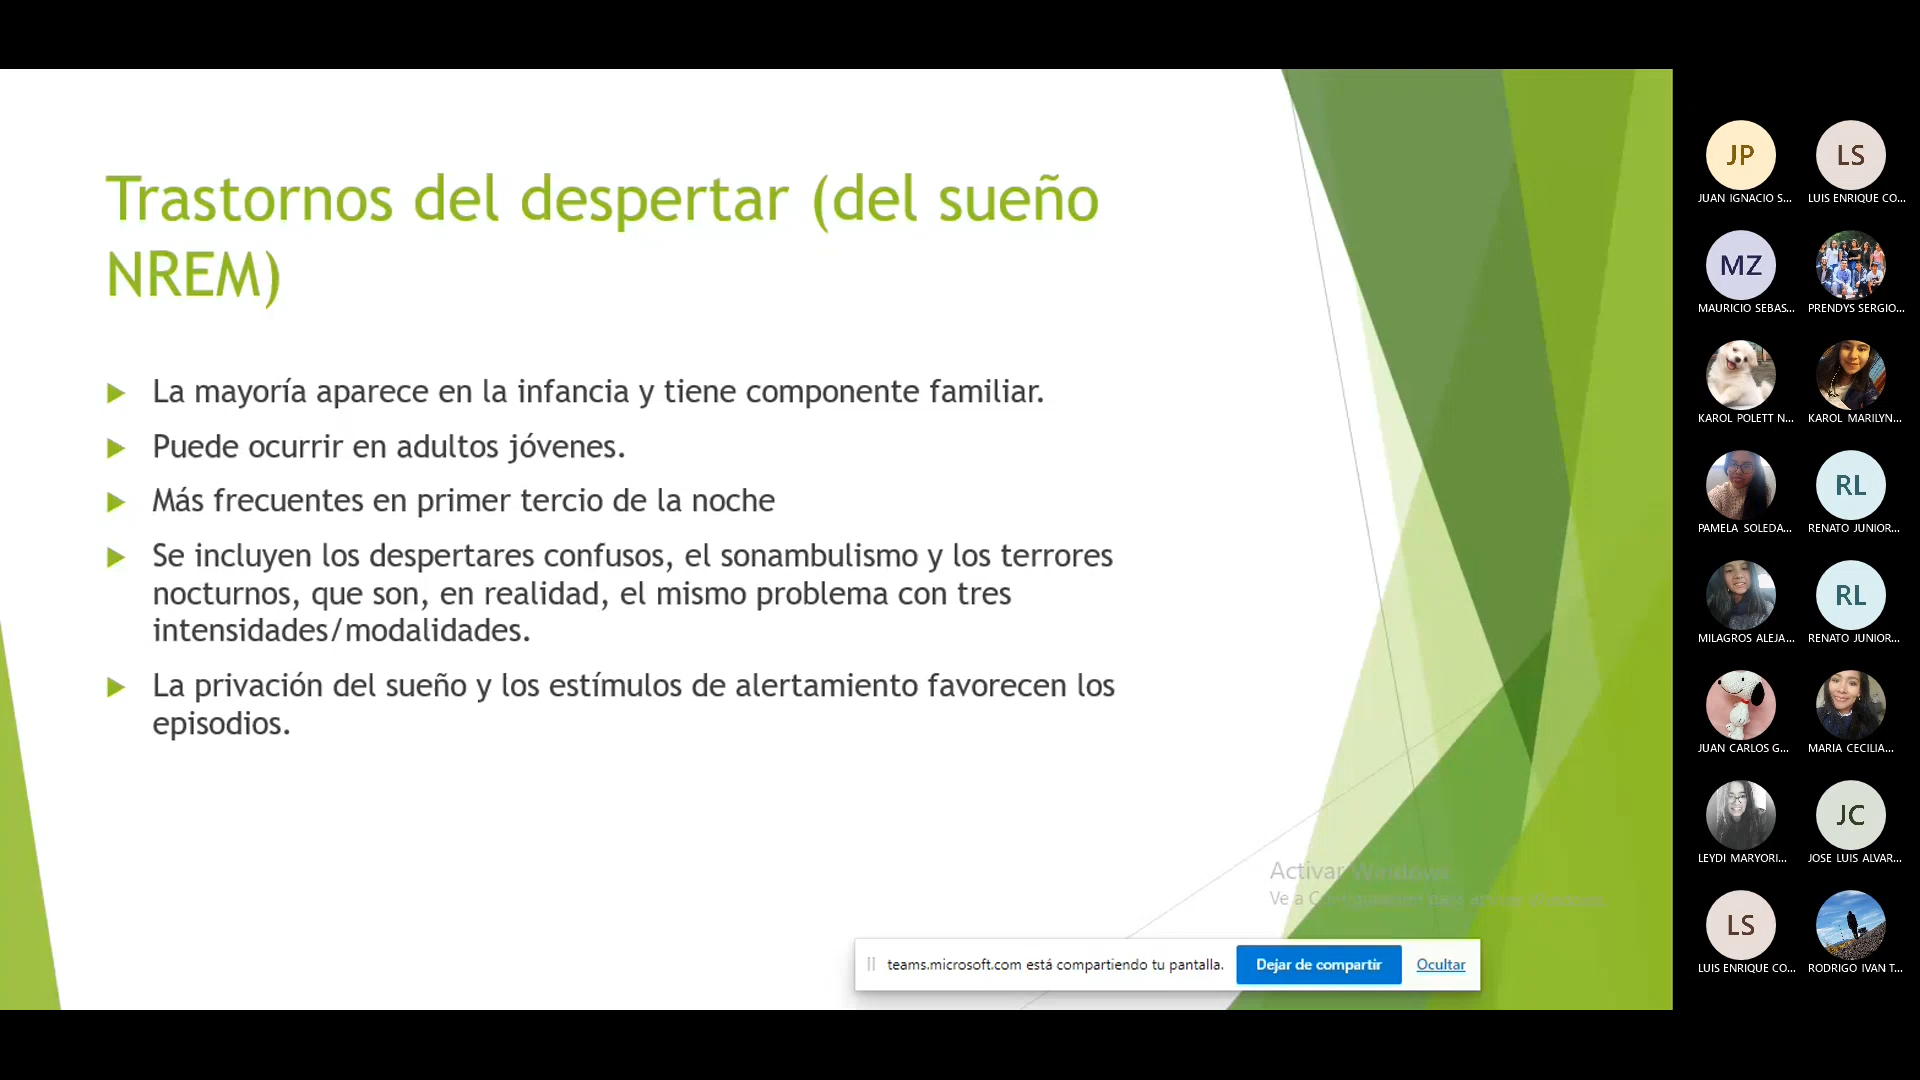 Trastornos del despertar (del sueño
NREM)
La mayoría aparece en la infancia y tiene componente familiar.
Puede ocurrir en adultos jóvenes.
Más frecuentes en primer tercio de la noche
Se incluyen los despertares confusos, el sonambulismo y los terrores
nocturnos, que son, en realidad, el mismo problema con tres
intensidades/modalidades.
La privación del sueño y los estímulos de alertamiento favorecen los
episodios.
Activar Windows
Ve a Configuración para activar Windows.
teams.microsoft.com está compartiendo tu pantalla.
Dejar de compartir
Ocultar
JP
LS
JUAN IGNACIO S...
LUIS ENRIQUE CO...
MZ
MAURICIO SEBAS...
PRENDYS SERGIO...
KAROL POLETT N...
KAROL MARILYN...
RL
PAMELA SOLEDA...
RENATO JUNIOR...
RL
MILAGROS ALEJA...
RENATO JUNIOR...
JUAN CARLOS G...
MARIA CECILIA...
JC
LEYDI MARYORI...
JOSE LUIS ALVAR...
LS
LUIS ENRIQUE CO...
RODRIGO IVAN T...